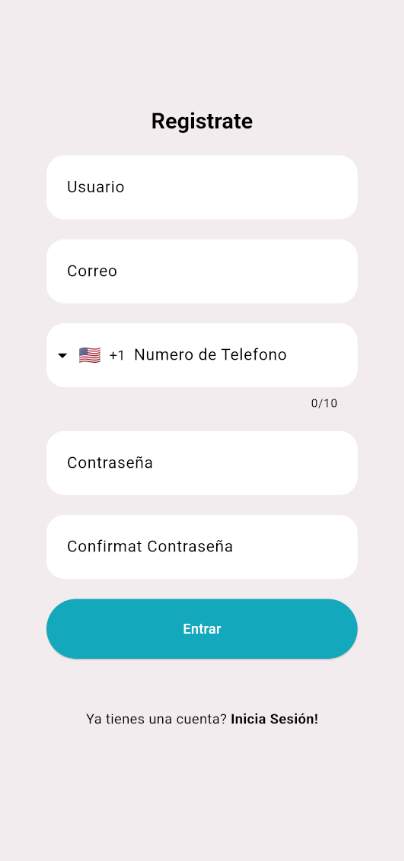 Registrate
Usuario
Correo
+1 Numero de Telefono
0/10
Contraseña
Confirmat Contraseña
Entrar
Ya tienes una cuenta? Inicia Sesión!